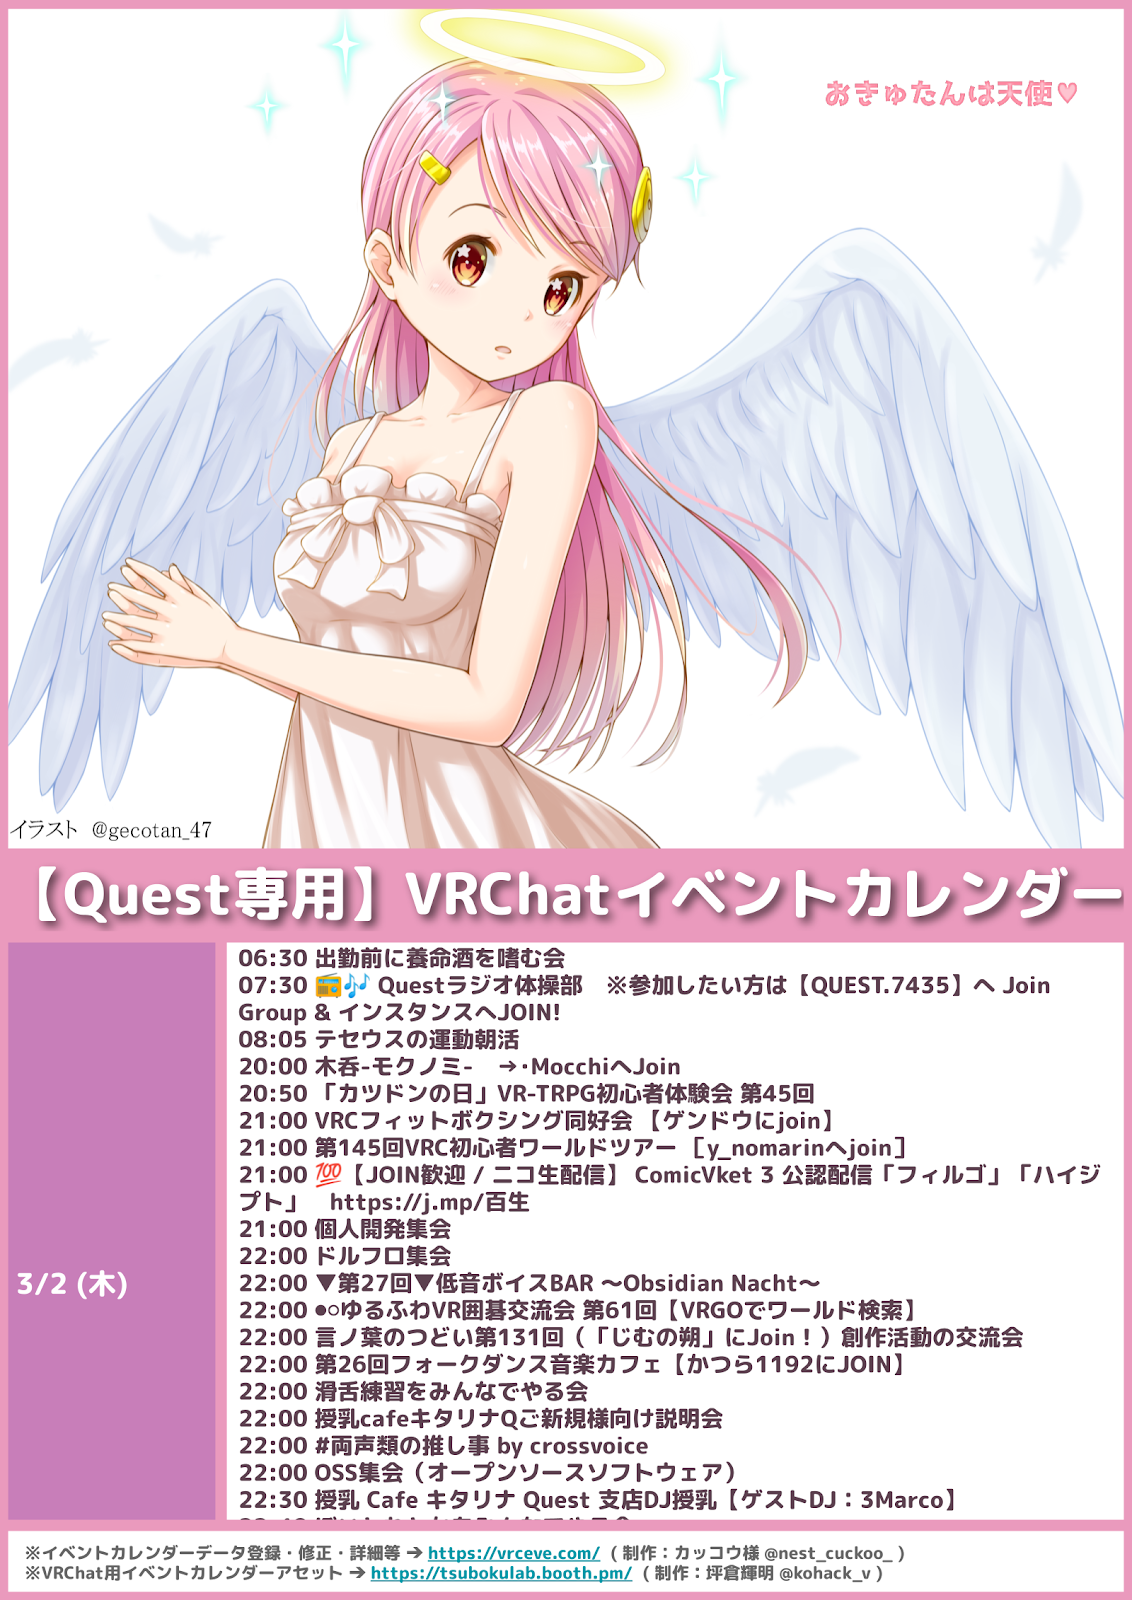 おきゅたんは天使♥
イラスト @gecotan_47
【Quest専用】VRChatイベントカレンダー
3/2 (木)
06:30 出勤前に養命酒を嗜む会
07:30 📻🎶 Questラジオ体操部　※参加したい方は【QUEST.7435】へ Join
Group & インスタンスへJOIN!
08:05 テセウスの運動朝活
20:00 木呑-モクノミ-　→･MocchiへJoin
20:50 「カツドンの日」VR-TRPG初心者体験会 第45回
21:00 VRCフィットボクシング同好会 【ゲンドウにjoin】
21:00 第145回VRC初心者ワールドツアー ［y_nomarinへjoin］
21:00 💯【JOIN歓迎 / ニコ生配信】 ComicVket 3 公認配信「フィルゴ」「ハイジ
プト」　https://j.mp/百生
21:00 個人開発集会
22:00 ドルフロ集会
22:00 ▼第27回▼低音ボイスBAR 〜Obsidian Nacht〜
22:00 ●○ゆるふわVR囲碁交流会 第61回【VRGOでワールド検索】
22:00 言ノ葉のつどい第131回（「じむの朔」にJoin！）創作活動の交流会
22:00 第26回フォークダンス音楽カフェ【かつら1192にJOIN】
22:00 滑舌練習をみんなでやる会
22:00 授乳cafeキタリナQご新規様向け説明会
22:00 #両声類の推し事 by crossvoice
22:00 OSS集会（オープンソースソフトウェア）
22:30 授乳 Cafe キタリナ Quest 支店DJ授乳【ゲストDJ：3Marco】
※イベントカレンダーデータ登録・修正・詳細等 ➔ https://vrceve.com/ ( 制作：カッコウ様 @nest_cuckoo_ )
※VRChat用イベントカレンダーアセット ➔ https://tsubokulab.booth.pm/ ( 制作：坪倉輝明 @kohack_v )